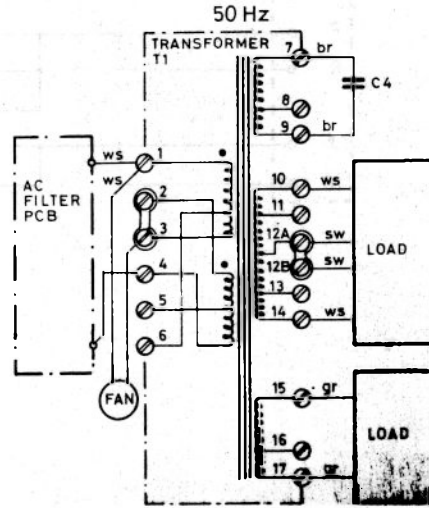 50 Hz
TRANSFORMER
T1
7 br
C4
8
9 br
ws 1
ws
2
3
4
5
6
AC
FILTER
PCB
FAN
10 ws
11
12A sw
12B sw
13
14 ws
LOAD
15 gr
16
17 gr
LOAD